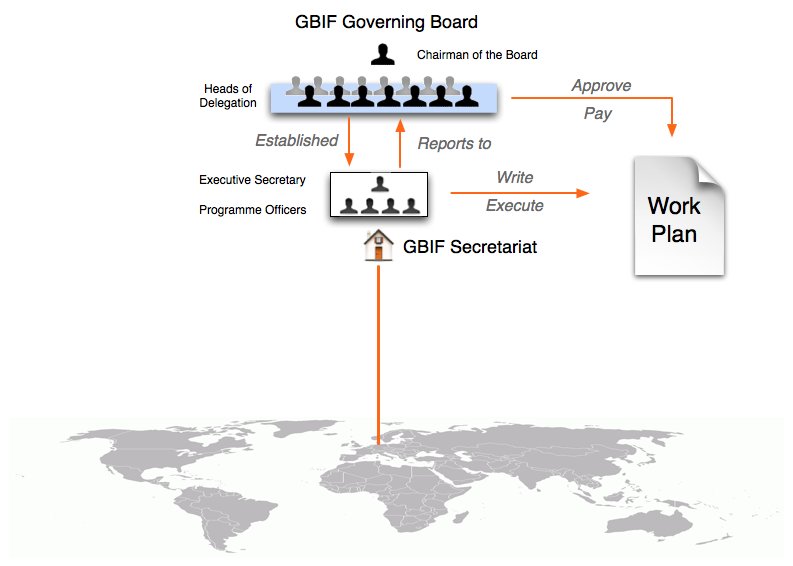 GBIF Governing Board
Chairman of the Board
Heads of
Delegation
Approve
Pay
Established
Reports to
Executive Secretary
Programme Officers
Write
Execute
Work
Plan
GBIF Secretariat